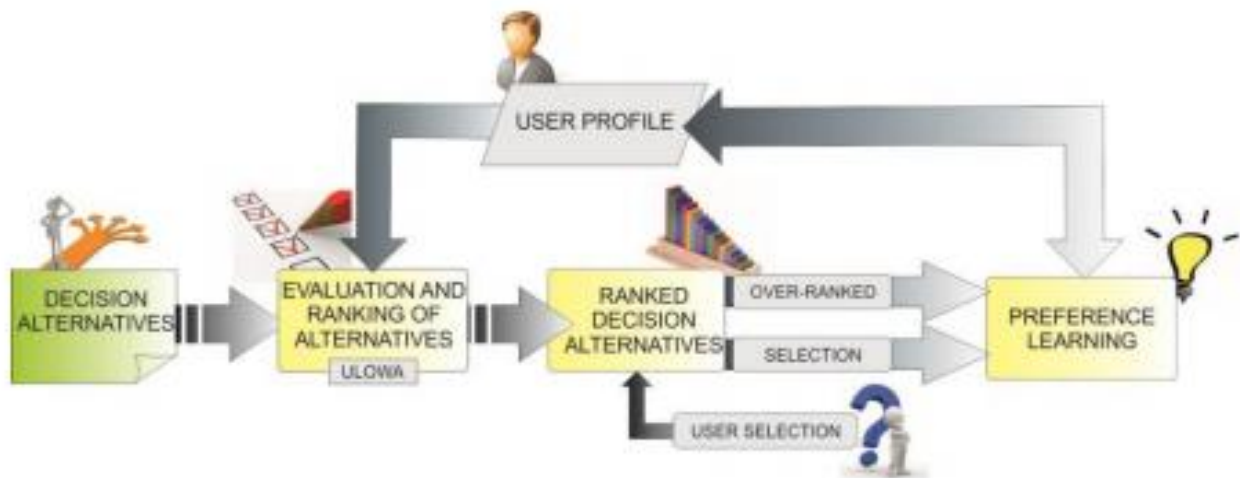 USER PROFILE
DECISION
ALTERNATIVES
EVALUATION AND
RANKING OF
ALTERNATIVES
ULOWA
RANKED
DECISION
ALTERNATIVES
OVER-RANKED
SELECTION
PREFERENCE
LEARNING
USER SELECTION